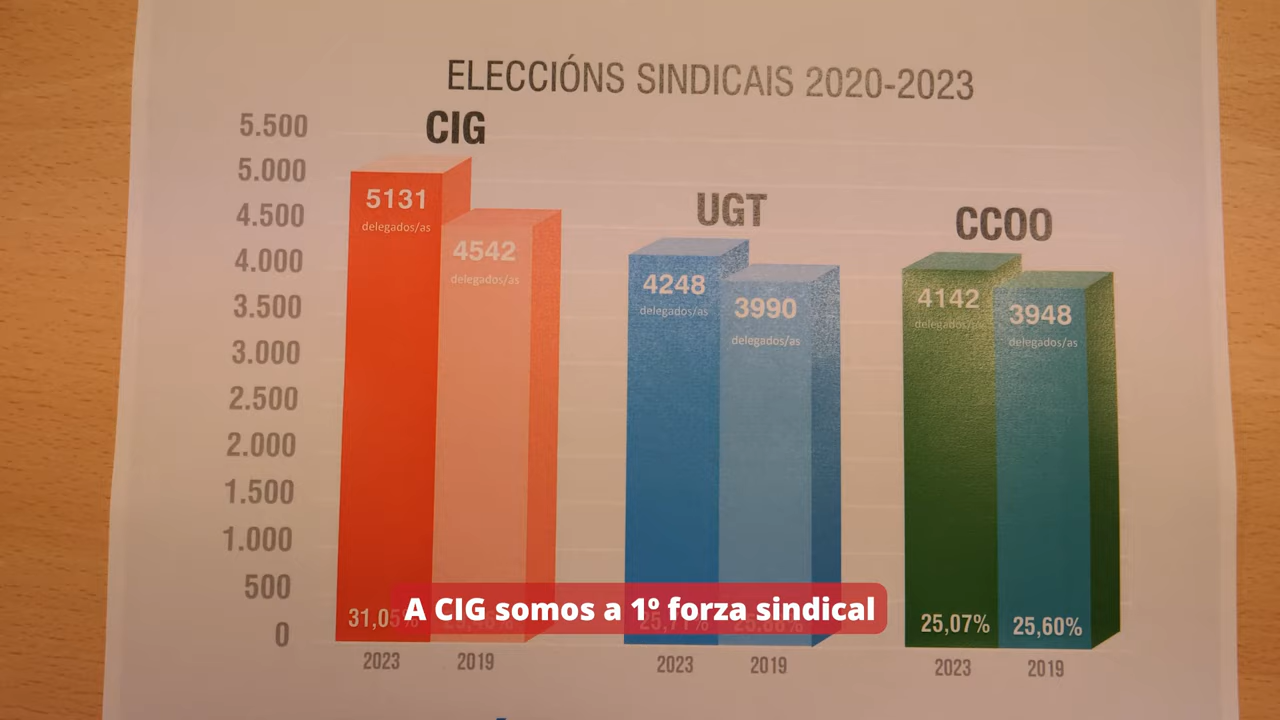 ELECCIÓNS SINDICAIS 2020-2023
CIG
UGT
CCOO
5.500
5.000
4.500
4.000
3.500
3.000
2.500
2.000
1.500
1.000
500
0
5131
delegados/as
4542
delegados/as
4248
delegados/as
3990
delegados/as
4142
delegados/as
3948
delegados/as
25,07%
25,60%
A CIG somos a 1º forza sindical
2023
2019
2023
2019
2023
2019